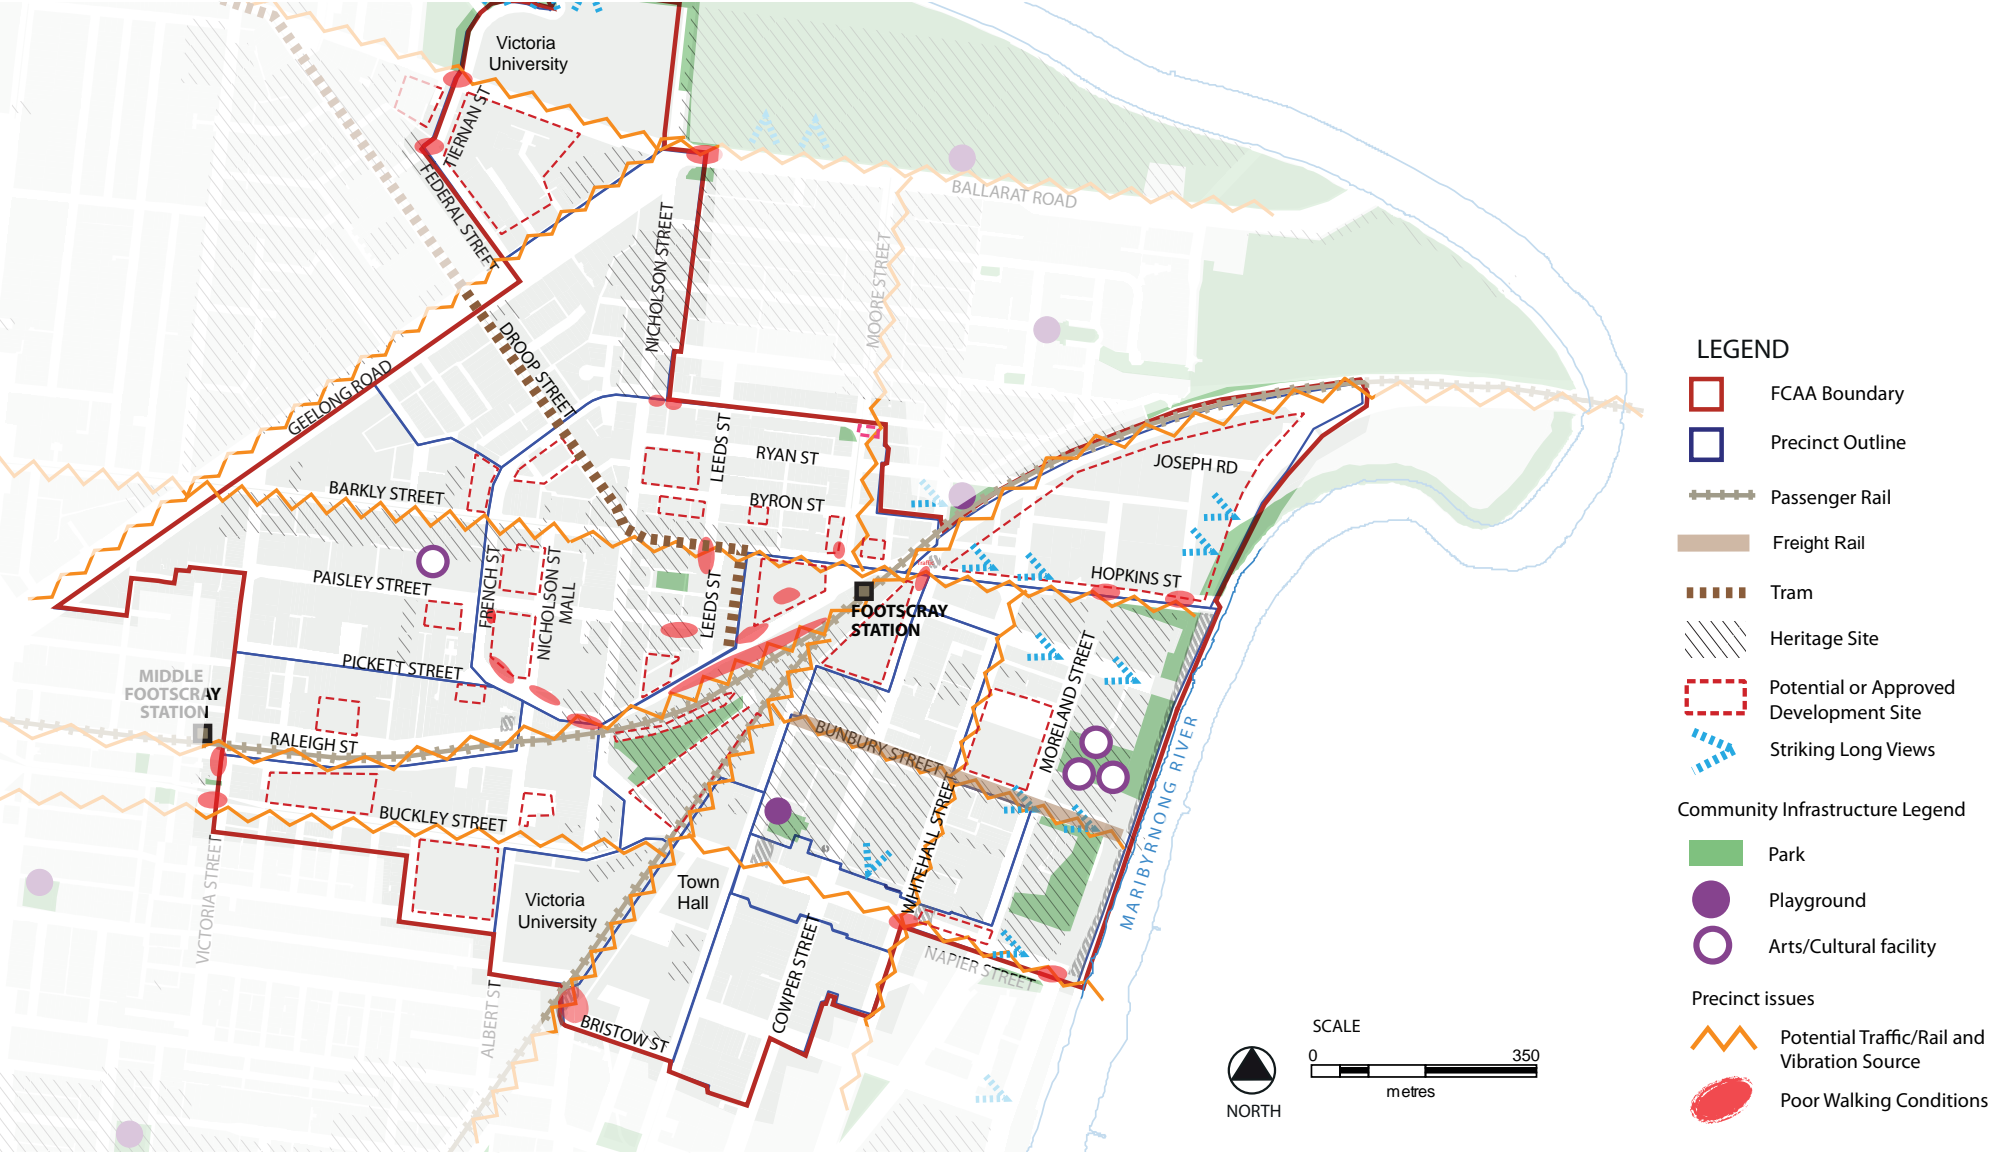 Victoria
University
TIERNAN ST
FEDERAL STREET
NICHOLSON STREET
BALLARAT ROAD
MOORE STREET
DROOP STREET
GEELONG ROAD
LEEDS ST
RYAN ST
BYRON ST
JOSEPH RD
BARKLY STREET
PAISLEY STREET
FRENCH ST
NICHOLSON ST
MALL
LEEDS ST
HOPKINS ST
FOOTSCRAY
STATION
PICKETT STREET
MIDDLE
FOOTSCRAY
STATION
RALEIGH ST
MORELAND STREET
BUNBURY STREET
MARIBYRNONG RIVER
BUCKLEY STREET
WHITEHALL STREET
VICTORIA STREET
Victoria
University
Town
Hall
COWPER STREET
NAPIER STREET
ALBERT ST
BRISTOW ST
LEGEND
FCAA Boundary
Precinct Outline
Passenger Rail
Freight Rail
Tram
Heritage Site
Potential or Approved
Development Site
Striking Long Views
Community Infrastructure Legend
Park
Playground
Arts/Cultural facility
Precinct issues
Potential Traffic/Rail and
Vibration Source
Poor Walking Conditions
SCALE
0 350
metres
NORTH